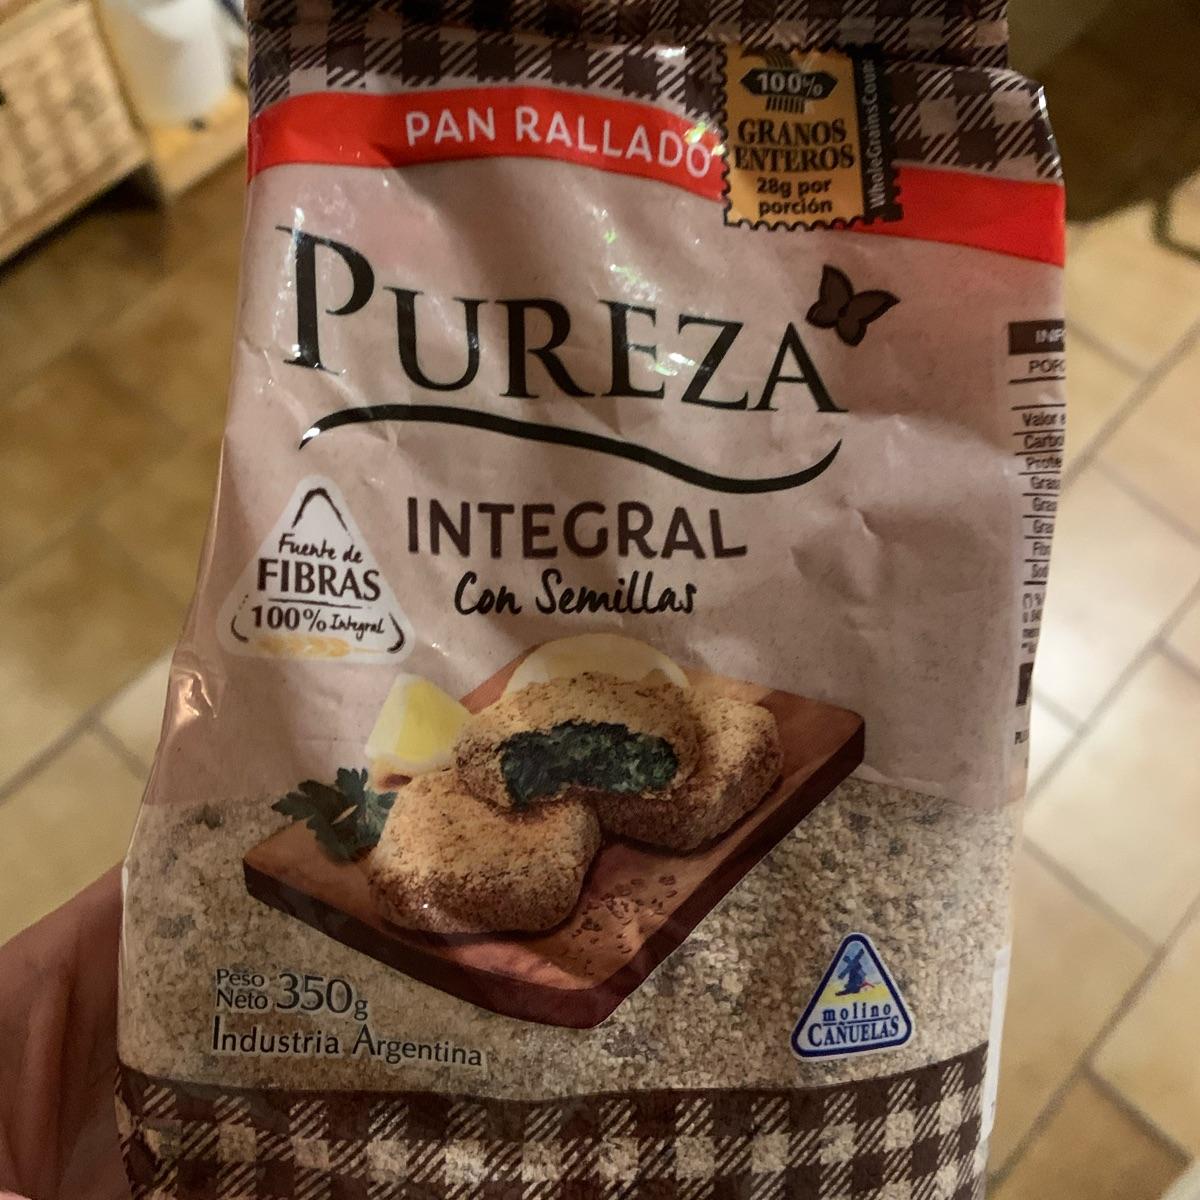 PAN RALLADO
100%
GRANOS
ENTEROS
28g por
porción
PUREZA
INTEGRAL
Con Semillas
Fuente de
FIBRAS
100% Integral
Valor
Peso
Neto 350g
Industria Argentina
molino
CAÑUELAS